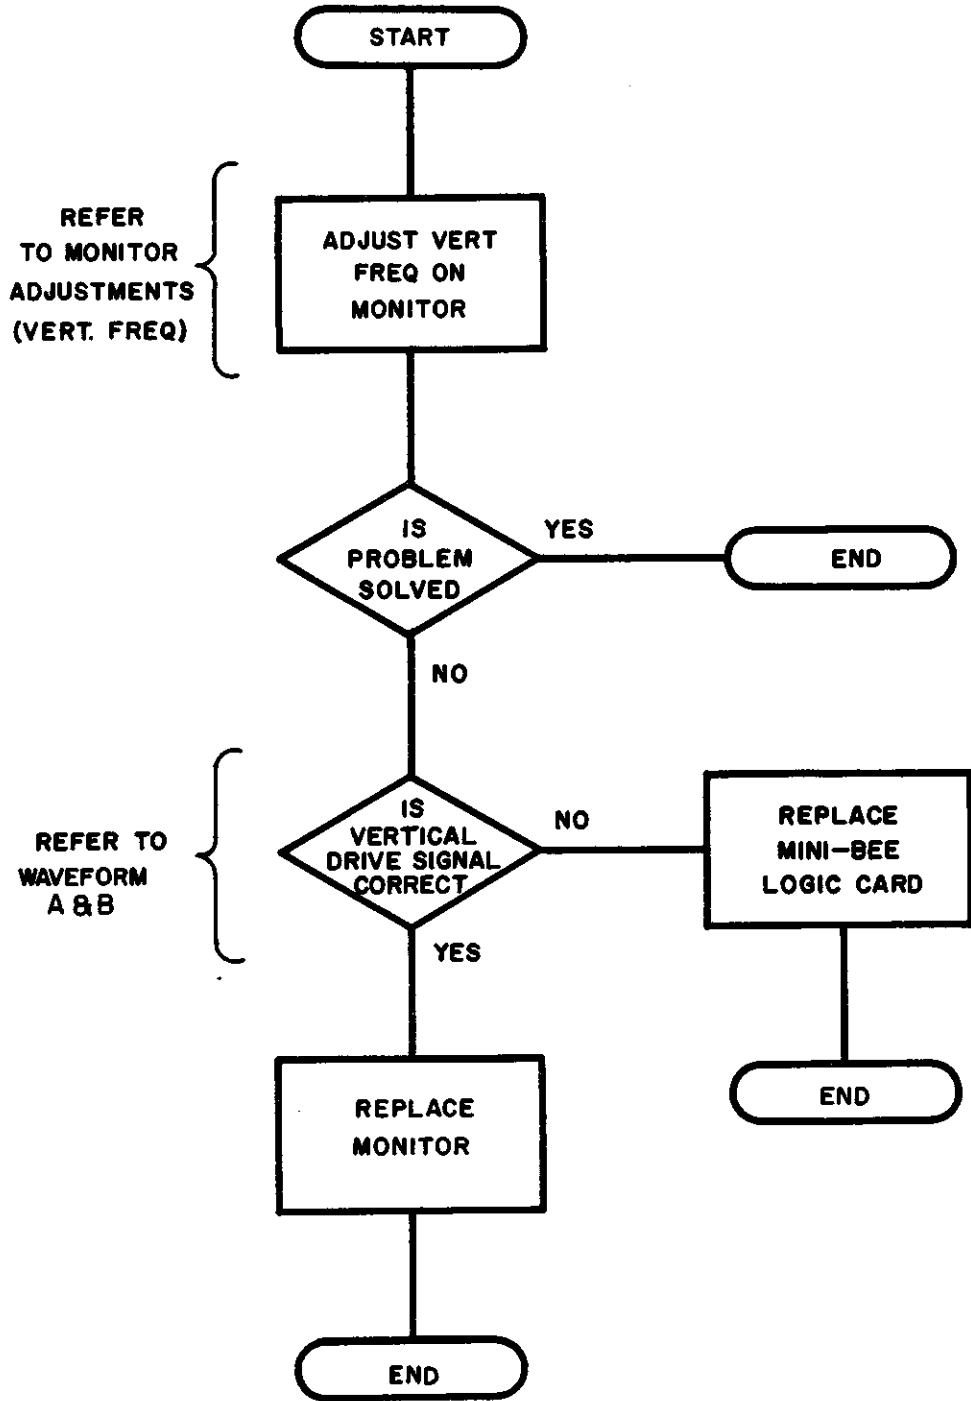 START
REFER
TO MONITOR
ADJUSTMENTS
(VERT. FREQ)
ADJUST VERT
FREQ ON
MONITOR
IS
PROBLEM
SOLVED
YES
END
NO
REFER TO
WAVEFORM
A & B
IS
VERTICAL
DRIVE SIGNAL
CORRECT
NO
REPLACE
MINI-BEE
LOGIC CARD
YES
END
REPLACE
MONITOR
END